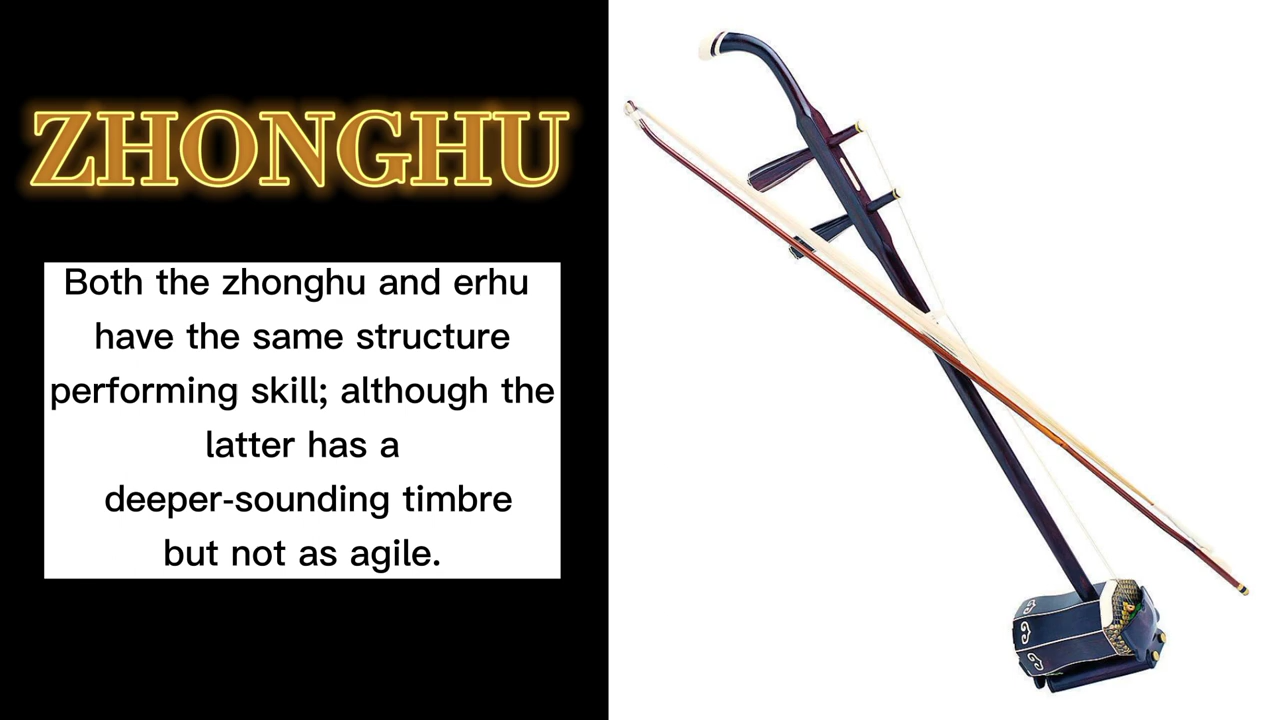 ZHONGHU
Both the zhonghu and erhu
have the same structure
performing skill; although the
latter has a
deeper-sounding timbre
but not as agile.